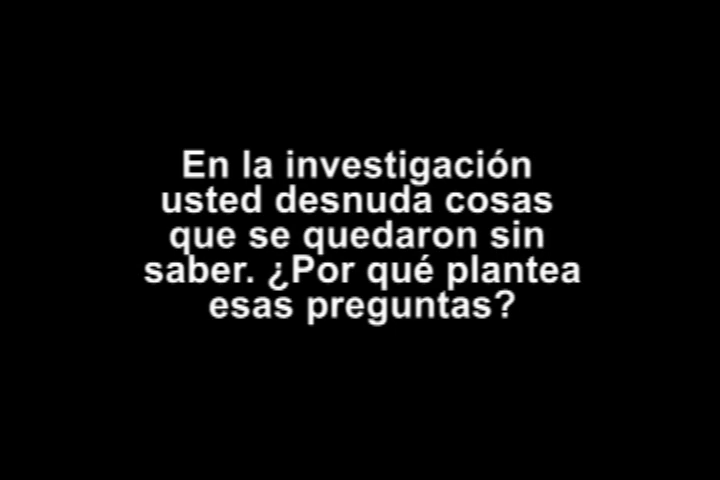 En la investigación
usted desnuda cosas
que se quedaron sin
saber. ¿Por qué plantea
esas preguntas?